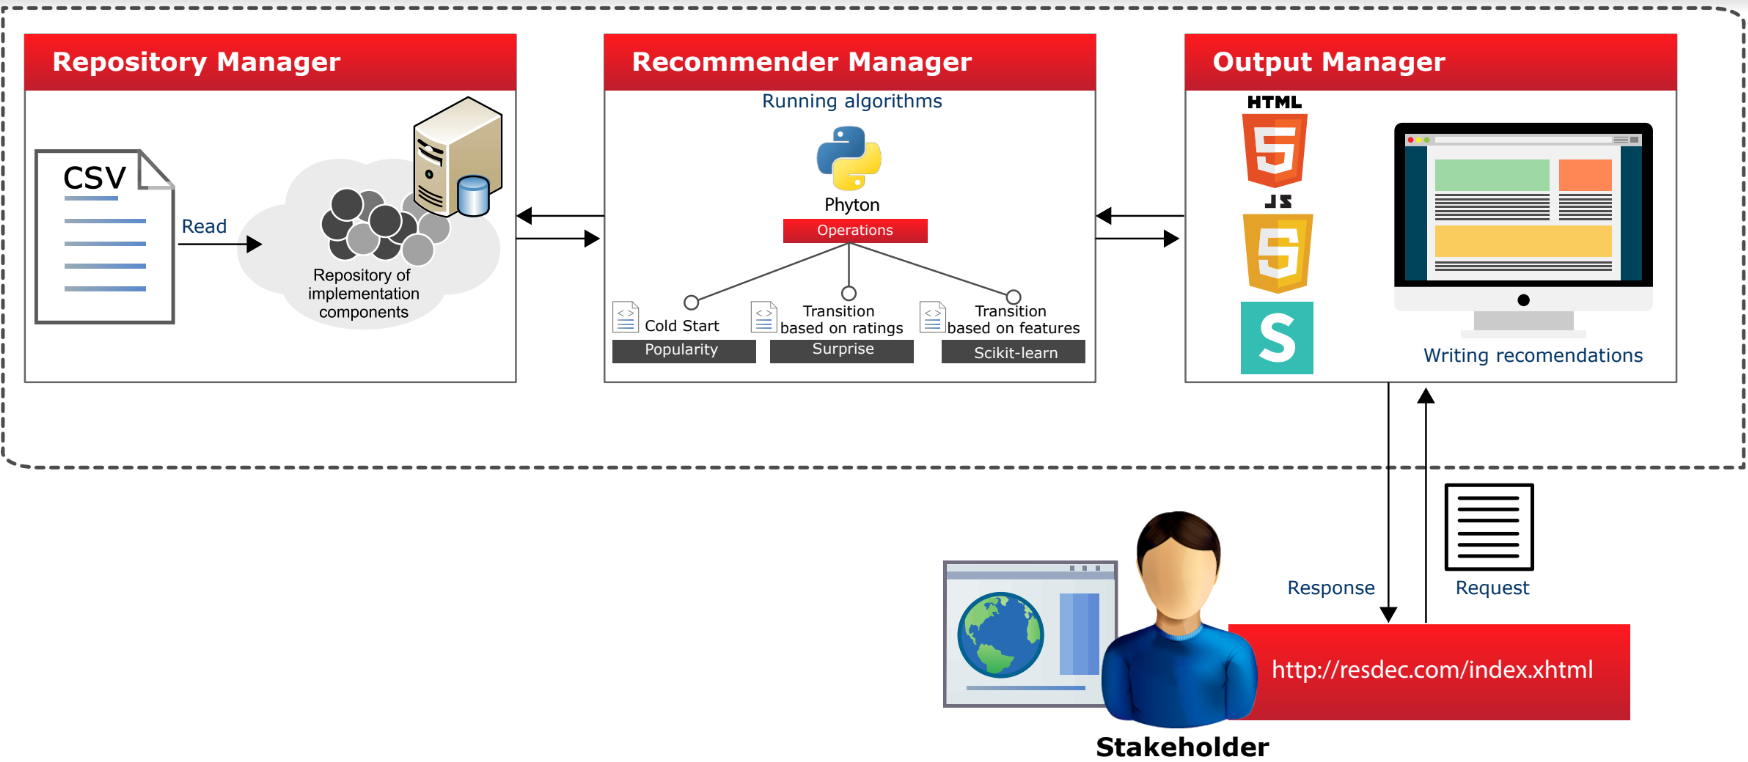 Repository Manager
CSV
Read
Repository of
implementation
components
Recommender Manager
Running algorithms
Phyton
Operations
Cold Start
Popularity
Transition
based on ratings
Surprise
Transition
based on features
Scikit-learn
Output Manager
HTML
5
JS
S
Writing recomendations
Response
Request
http://resdec.com/index.xhtml
Stakeholder